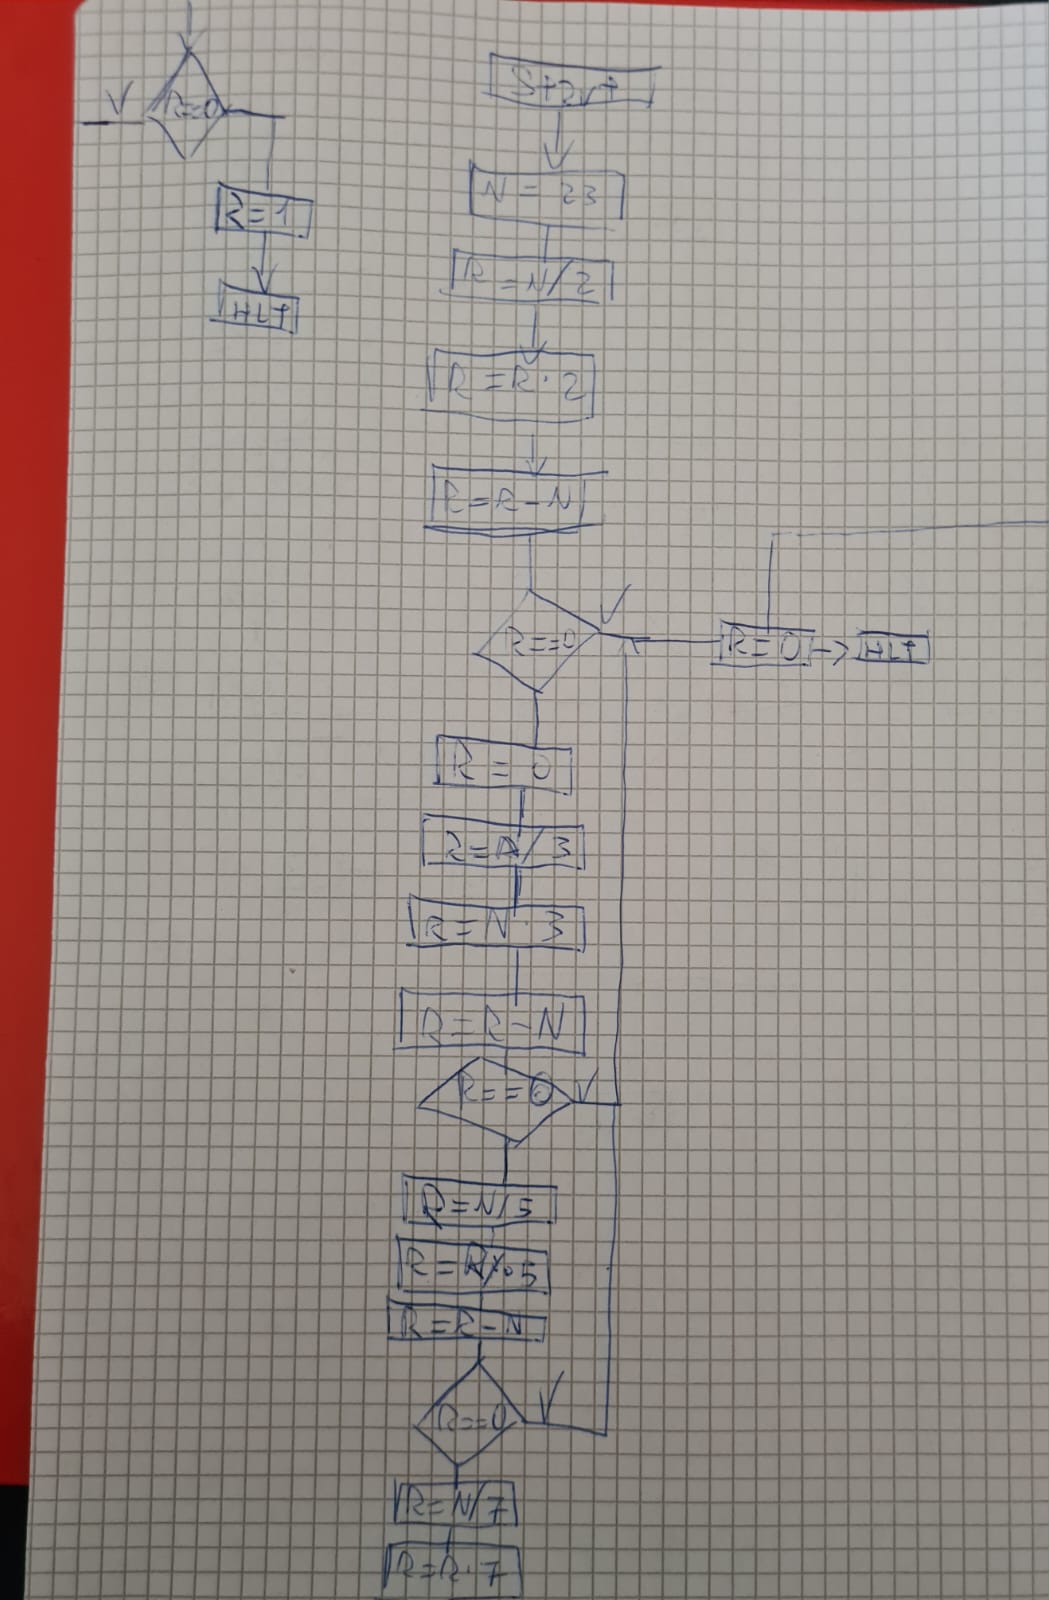 R==0
R=1
HLT
Start
N = 23
R = N/2
R = R · 2
R = R - N
R==0
R = 0
HLT
R = 0
R = R/3
R = N · 3
R = R - N
R==0
R = N/5
R = R · 5
R = R - N
R==0
R = N/7
R = R · 7